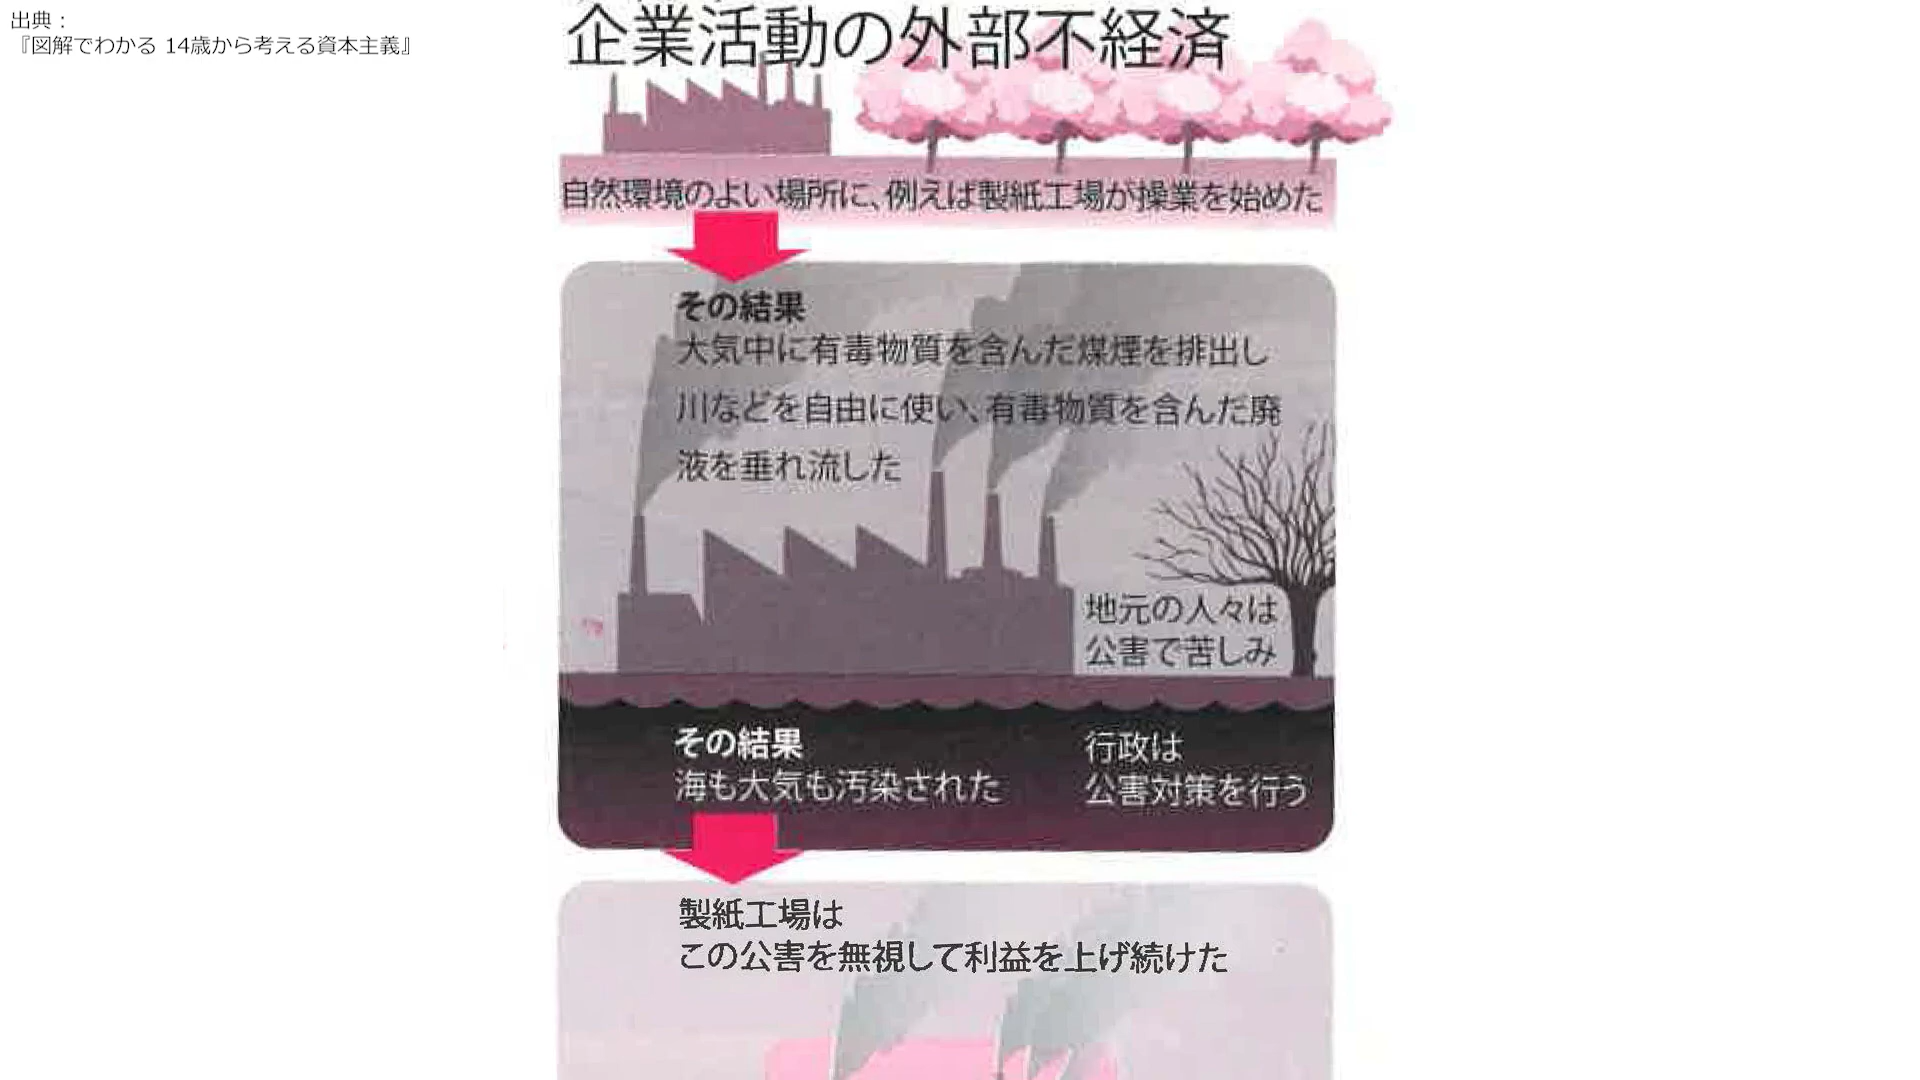 出典：
『図解でわかる 14歳から考える資本主義』
企業活動の外部不経済
自然環境のよい場所に、例えば製紙工場が操業を始めた
その結果
大気中に有毒物質を含んだ煤煙を排出し
川などを自由に使い、有毒物質を含んだ廃
液を垂れ流した
地元の人々は
公害で苦しみ
その結果
海も大気も汚染された
行政は
公害対策を行う
製紙工場は
この公害を無視して利益を上げ続けた